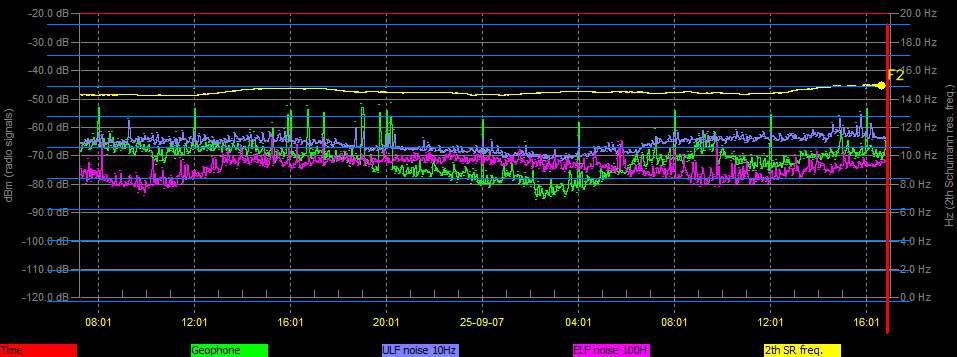 -20.0 dB 20.0 Hz
-30.0 dB 18.0 Hz
-40.0 dB 16.0 Hz
F2
-50.0 dB 14.0 Hz
-60.0 dB 12.0 Hz
-70.0 dB 10.0 Hz
-80.0 dB 8.0 Hz
-90.0 dB 6.0 Hz
-100.0 dB 4.0 Hz
-110.0 dB 2.0 Hz
-120.0 dB 0.0 Hz
dBm (radio signals)
Hz (2th Schumann res. freq.)
08:01 12:01 16:01 20:01 25-09-07 04:01 08:01 12:01 16:01
Time Geophone ULF noise 10Hz ELF noise 100H 2th SR freq.